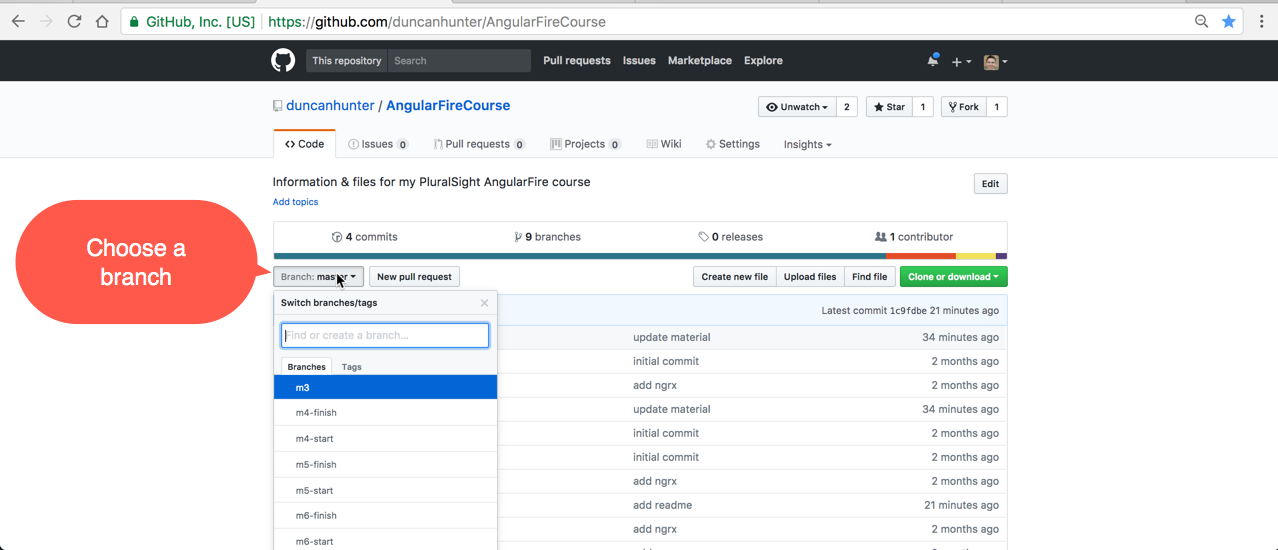 GitHub, Inc. [US] https://github.com/duncanhunter/AngularFireCourse
This repository Search Pull requests Issues Marketplace Explore
duncanhunter / AngularFireCourse
Unwatch 2 Star 1 Fork 1
Code Issues 0 Pull requests 0 Projects 0 Wiki Settings Insights
Information & files for my PluralSight AngularFire course
Edit
Add topics
4 commits 9 branches 0 releases 1 contributor
Choose a
branch
Branch: master New pull request Create new file Upload files Find file Clone or download
Switch branches/tags
Latest commit 1c9fdbe 21 minutes ago
Find or create a branch...
update material 34 minutes ago
initial commit 2 months ago
Branches Tags
m3
add ngrx 2 months ago
m4-finish
update material 34 minutes ago
m4-start
initial commit 2 months ago
m5-finish
initial commit 2 months ago
m5-start
add ngrx 2 months ago
m6-finish
add readme 21 minutes ago
m6-start
add ngrx 2 months ago